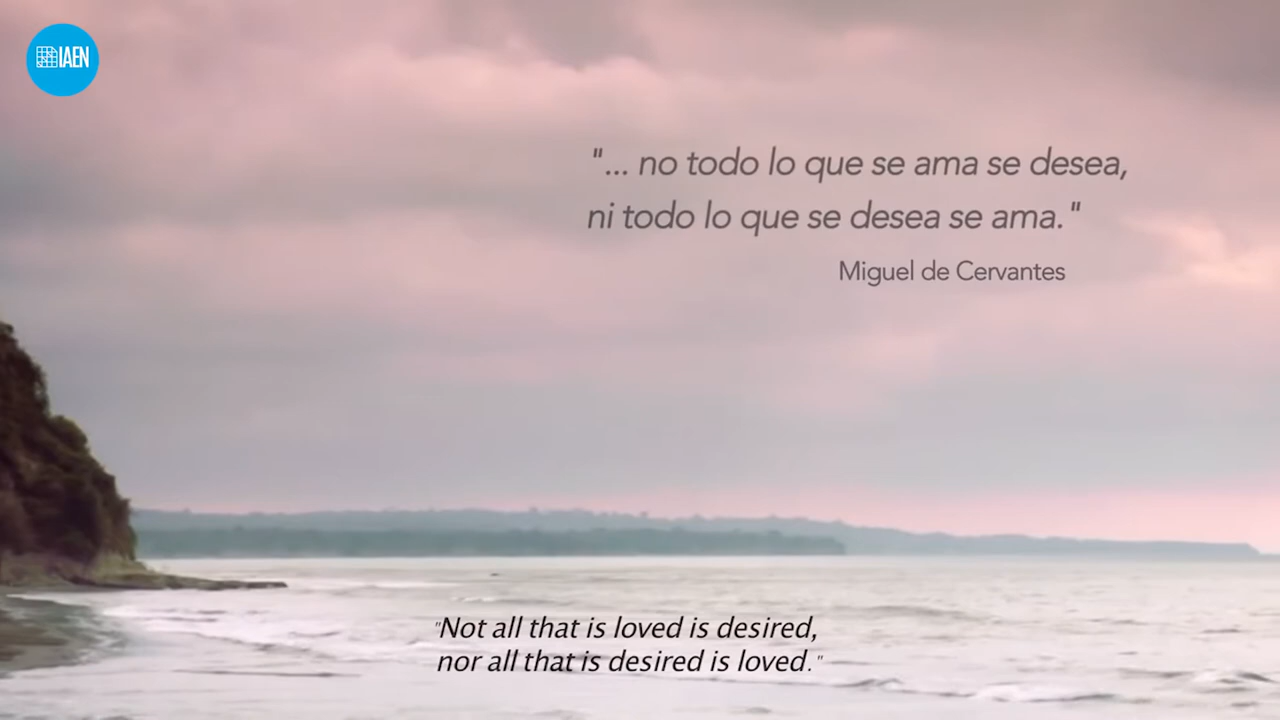 IAEN
"... no todo lo que se ama se desea,
ni todo lo que se desea se ama."
Miguel de Cervantes
"Not all that is loved is desired,
nor all that is desired is loved."